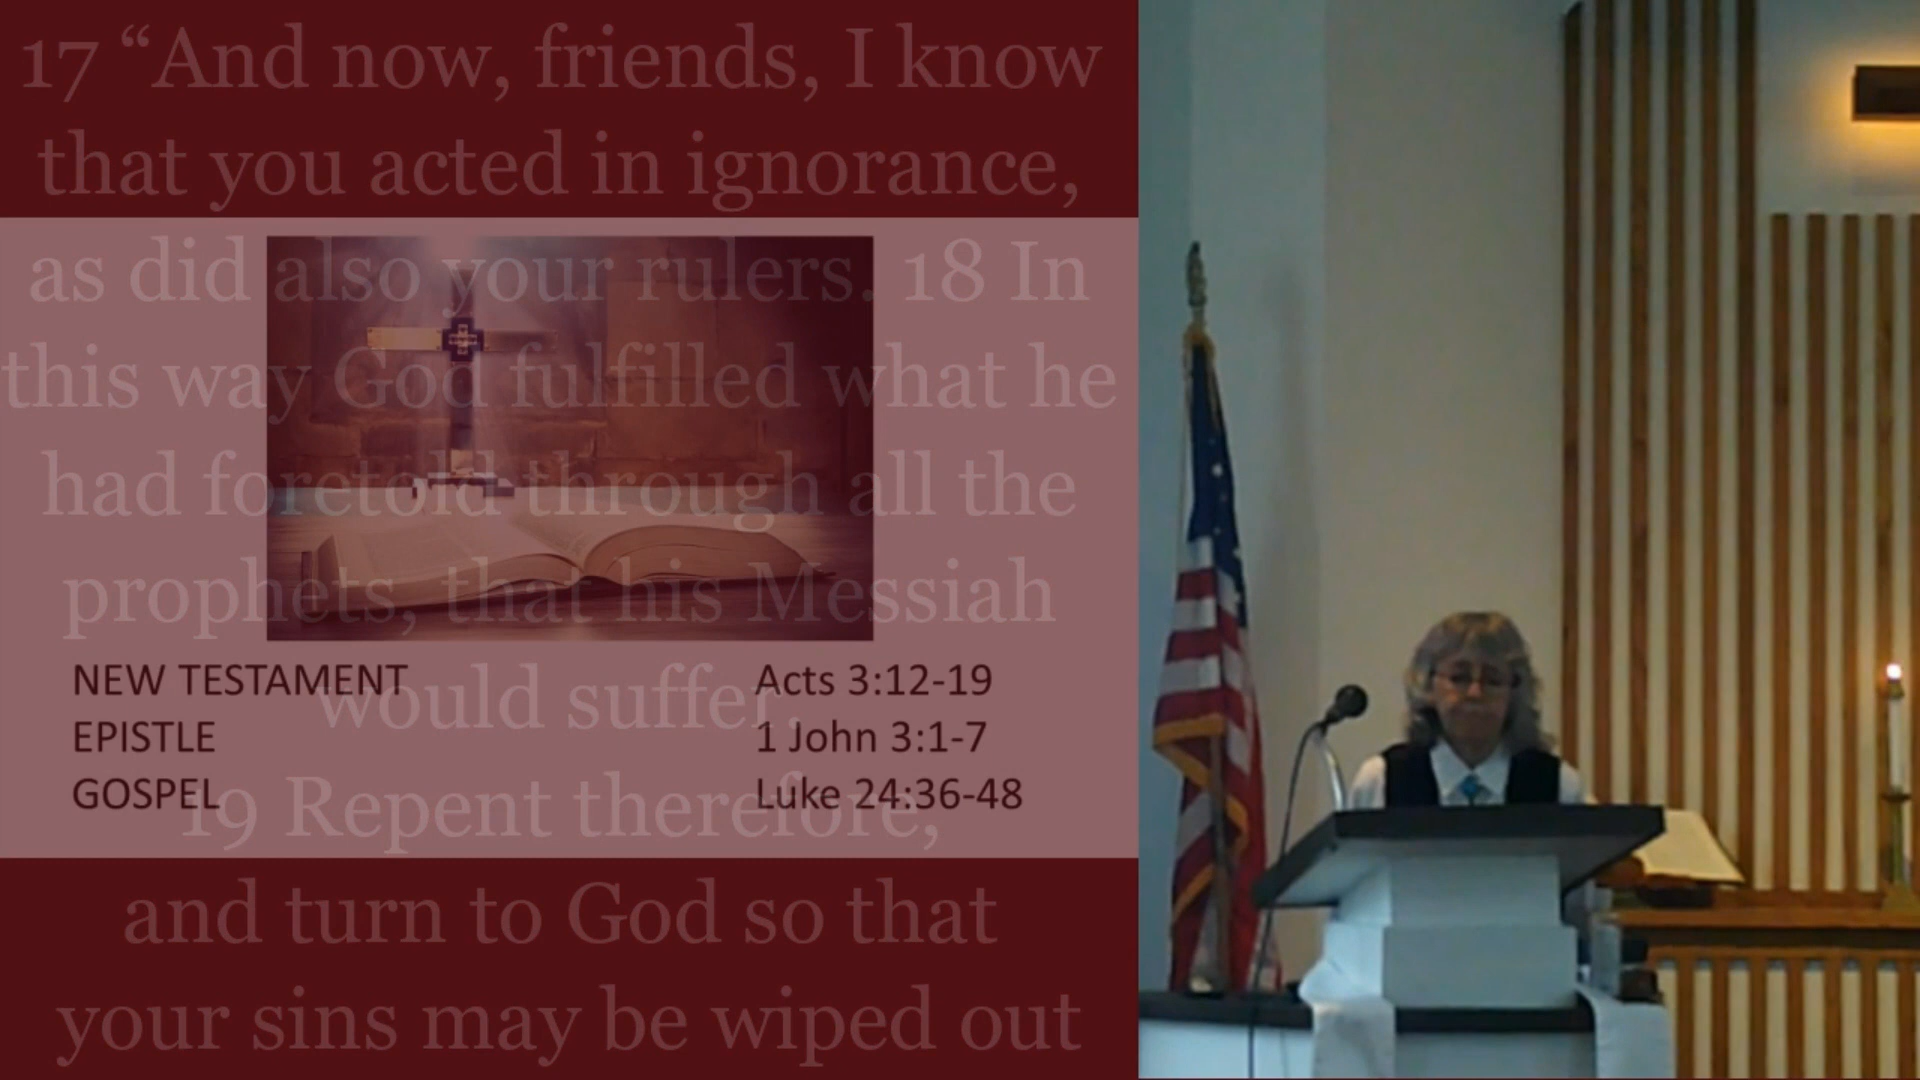 17 “And now, friends, I know
that you acted in ignorance,
as did also your rulers. 18 In
this way God fulfilled what he
had foretold through all the
prophets, that his Messiah
would suffer.
19 Repent therefore,
and turn to God so that
your sins may be wiped out
NEW TESTAMENT Acts 3:12-19
EPISTLE 1 John 3:1-7
GOSPEL Luke 24:36-48